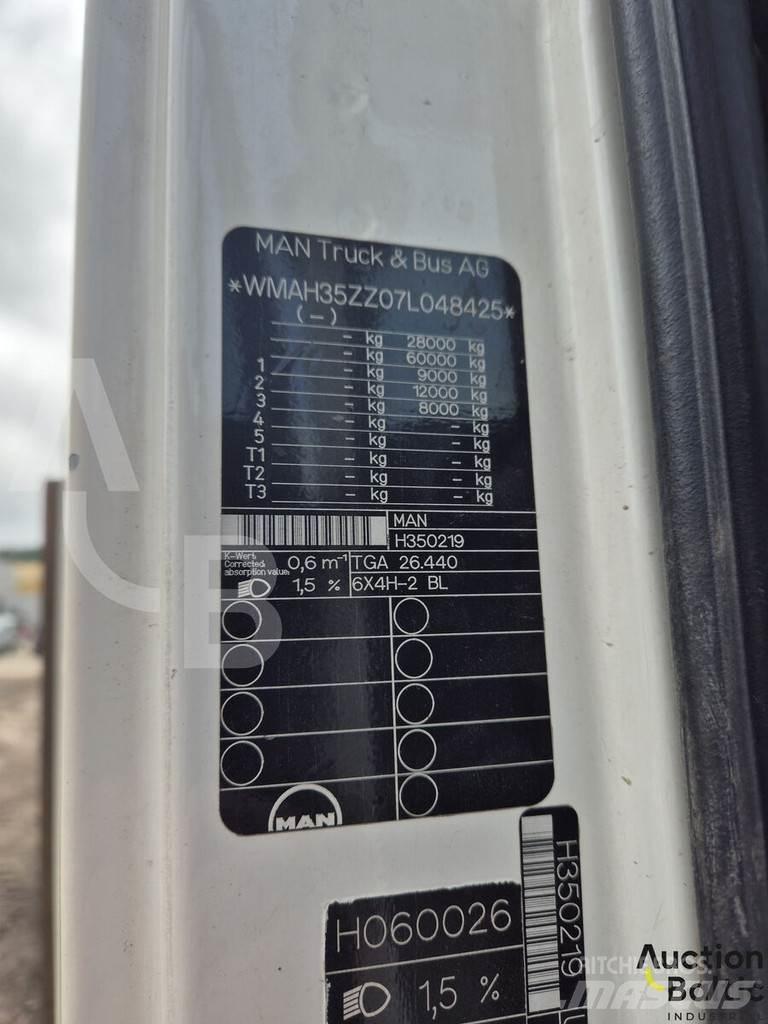 MAN Truck & Bus AG
*WMAH35ZZ07L048425*
(-)
- kg 28000 kg
- kg 60000 kg
1 - kg 9000 kg
2 - kg 12000 kg
3 - kg 8000 kg
4 - kg - kg
5 - kg - kg
T1 - kg - kg
T2 - kg - kg
T3 - kg - kg
MAN
H350219
K-Wert
Corrected
absorption value: 0,6 m-1 TGA 26.440
1,5 % 6X4H-2 BL
MAN
H350219
H060026
1,5 %
Auction
Baltic
INDUSTRIAL